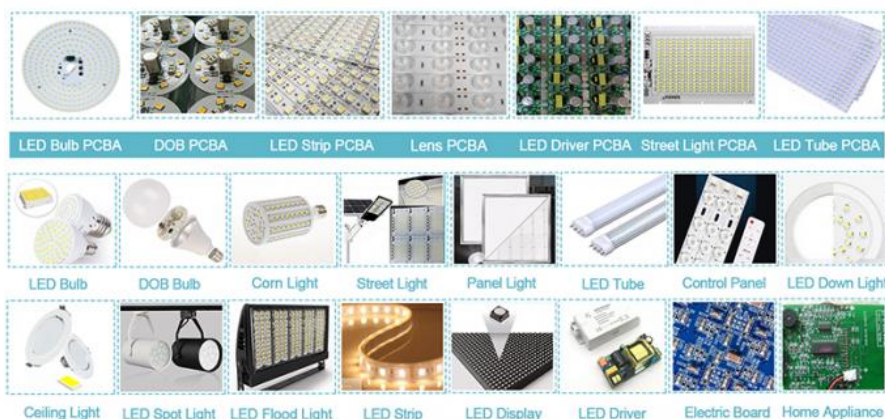 LED Bulb PCBA DOB PCBA LED Strip PCBA Lens PCBA LED Driver PCBA Street Light PCBA LED Tube PCBA
LED Bulb DOB Bulb Corn Light Street Light Panel Light LED Tube Control Panel LED Down Light
Ceiling Light LED Spot Light LED Flood Light LED Strip LED Display LED Driver Electric Board Home Appliance